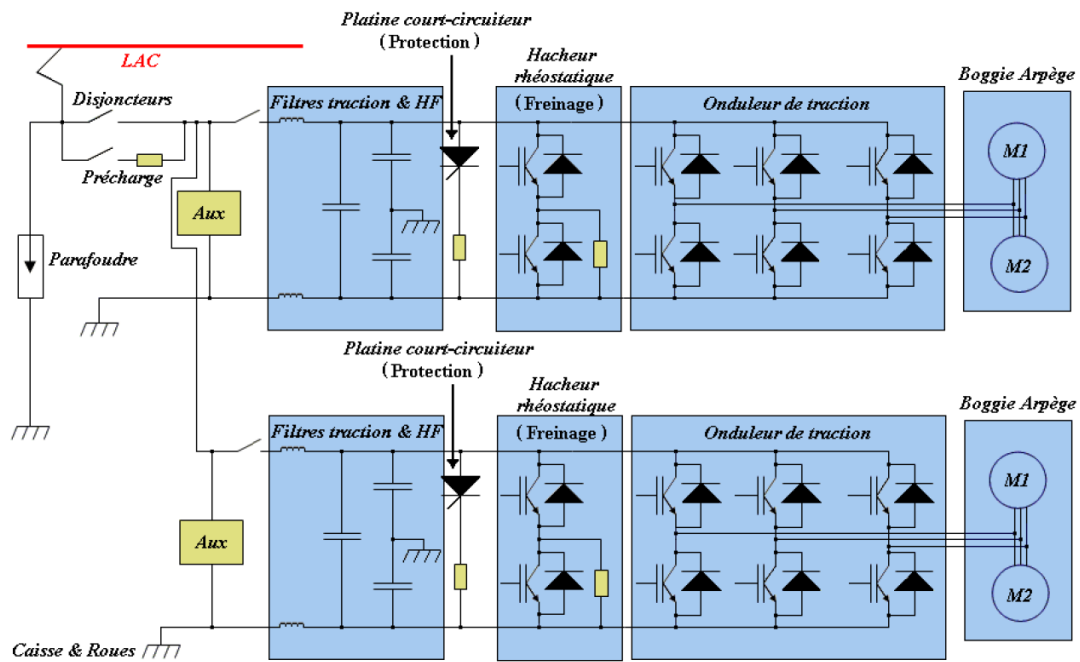 Platine court-circuiteur
( Protection )
LAC
Hacheur
rhéostatique
( Freinage )
Boggie Arpège
Disjoncteurs
Filtres traction & HF
Onduleur de traction
M1
Précharge
Aux
Parafoudre
M2
Platine court-circuiteur
( Protection )
Hacheur
rhéostatique
( Freinage )
Boggie Arpège
Filtres traction & HF
Onduleur de traction
M1
Aux
M2
Caisse & Roues